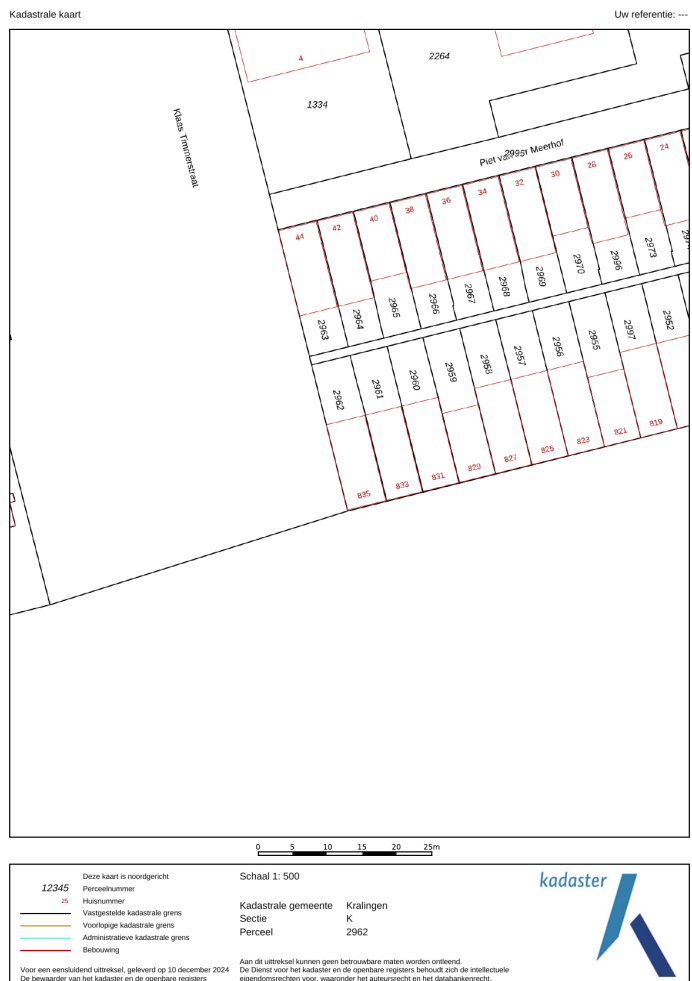 Kadastrale kaart
Uw referentie: ---
4
2264
1334
Klaas Timmerstraat
Piet van
Meerhof
24
26
28
30
32
34
36
38
40
42
44
2973
2996
2970
2969
2968
2967
2966
2965
2964
2963
2952
2997
2955
2956
2957
2958
2959
2960
2961
2962
819
821
823
825
827
829
831
833
835
0 5 10 15 20 25m
Deze kaart is noordgericht
12345 Perceelnummer
25 Huisnummer
Vastgestelde kadastrale grens
Voorlopige kadastrale grens
Administratieve kadastrale grens
Bebouwing
Voor een eensluidend uittreksel, geleverd op 10 december 2024
De bewaarder van het kadaster en de openbare registers
Schaal 1: 500
Kadastrale gemeente Kralingen
Sectie K
Perceel 2962
Aan dit uittreksel kunnen geen betrouwbare maten worden ontleend.
De Dienst voor het kadaster en de openbare registers behoudt zich de intellectuele
eigendomsrechten voor, waaronder het auteursrecht en het databankenrecht.
kadaster